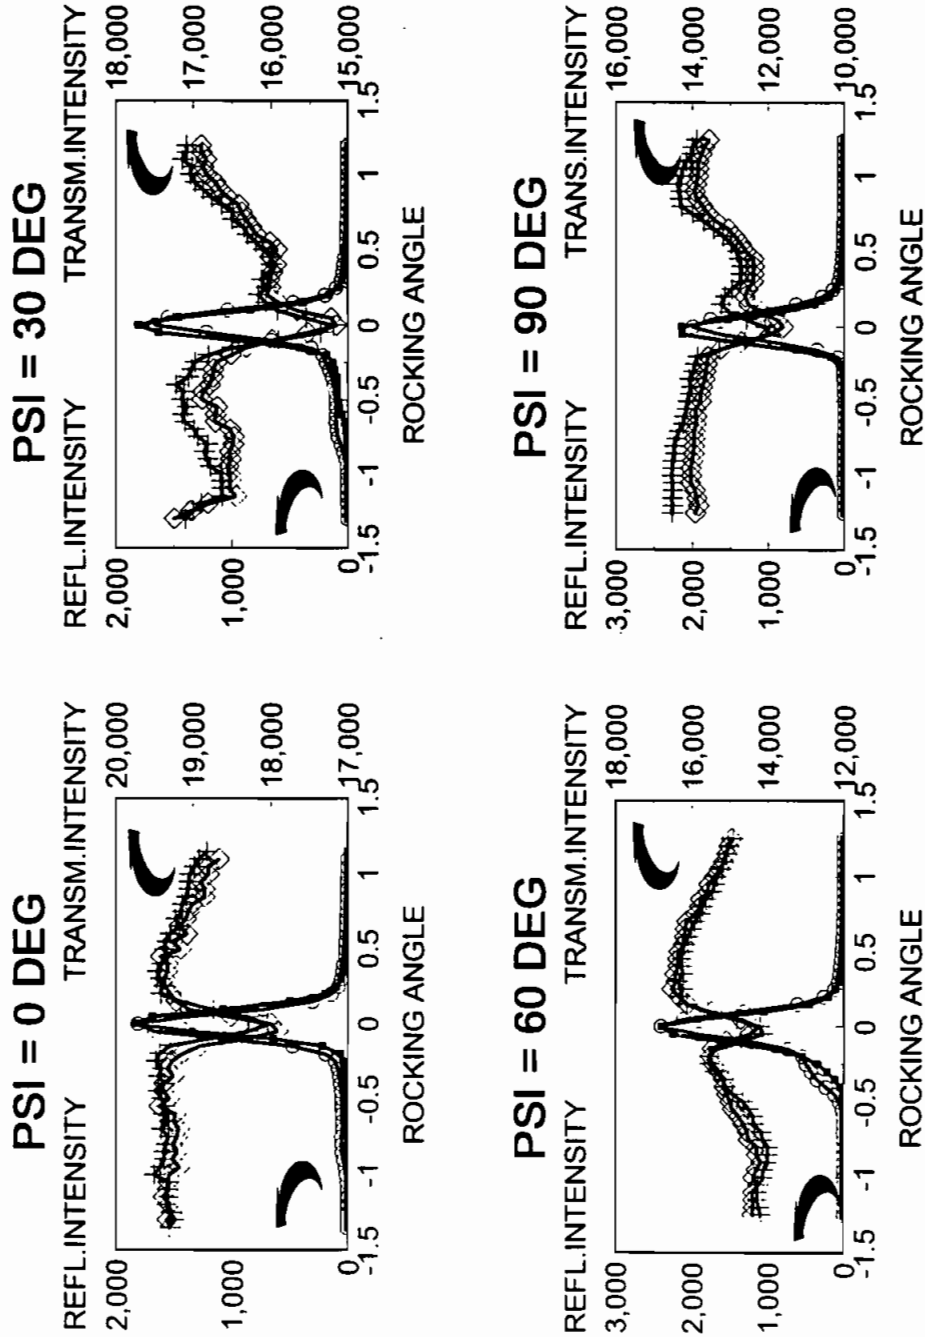 PSI = 0 DEG
REFL.INTENSITY TRANSM.INTENSITY
2,000 20,000
19,000
1,000 18,000
0 17,000
-1.5 -1 -0.5 0 0.5 1 1.5
ROCKING ANGLE
PSI = 30 DEG
REFL.INTENSITY TRANSM.INTENSITY
2,000 18,000
17,000
1,000 16,000
0 15,000
-1.5 -1 -0.5 0 0.5 1 1.5
ROCKING ANGLE
PSI = 60 DEG
REFL.INTENSITY TRANSM.INTENSITY
3,000 18,000
2,000 16,000
1,000 14,000
0 12,000
-1.5 -1 -0.5 0 0.5 1 1.5
ROCKING ANGLE
PSI = 90 DEG
REFL.INTENSITY TRANS.INTENSITY
3,000 16,000
2,000 14,000
1,000 12,000
0 10,000
-1.5 -1 -0.5 0 0.5 1 1.5
ROCKING ANGLE